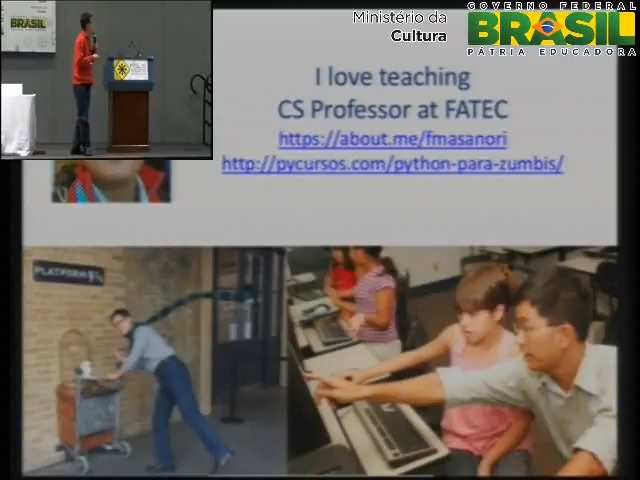 Ministério da
Cultura
GOVERNO FEDERAL
BRASIL
PÁTRIA EDUCADORA
BRASIL
I love teaching
CS Professor at FATEC
https://about.me/fmasanori
http://pycursos.com/python-para-zumbis/
PLATFORM 9¾